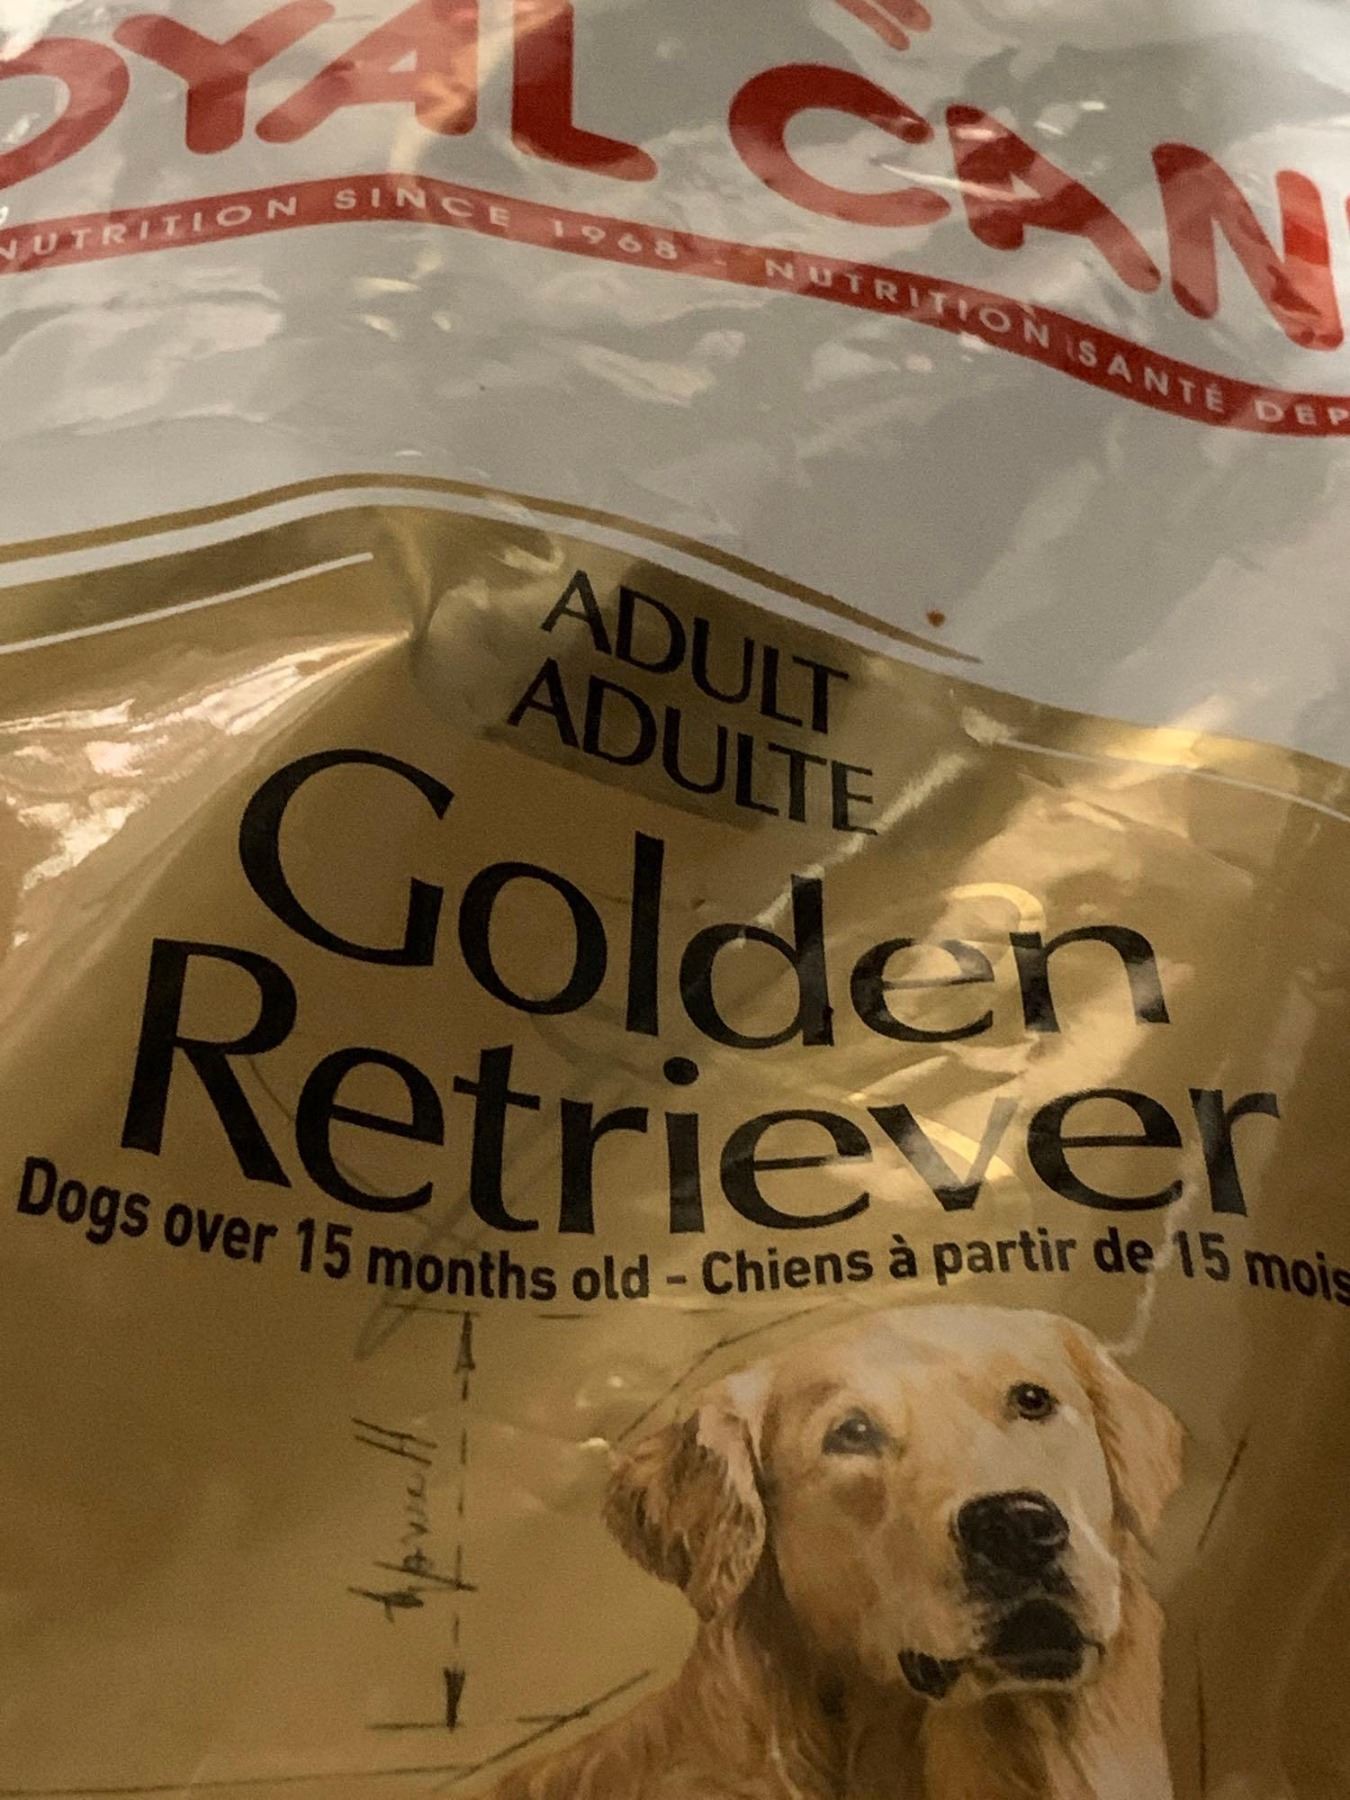 OYAL CAN
NUTRITION SINCE 1968 - NUTRITION SANTÉ DEP
ADULT
ADULTE
Golden
Retriever
Dogs over 15 months old - Chiens à partir de 15 mois